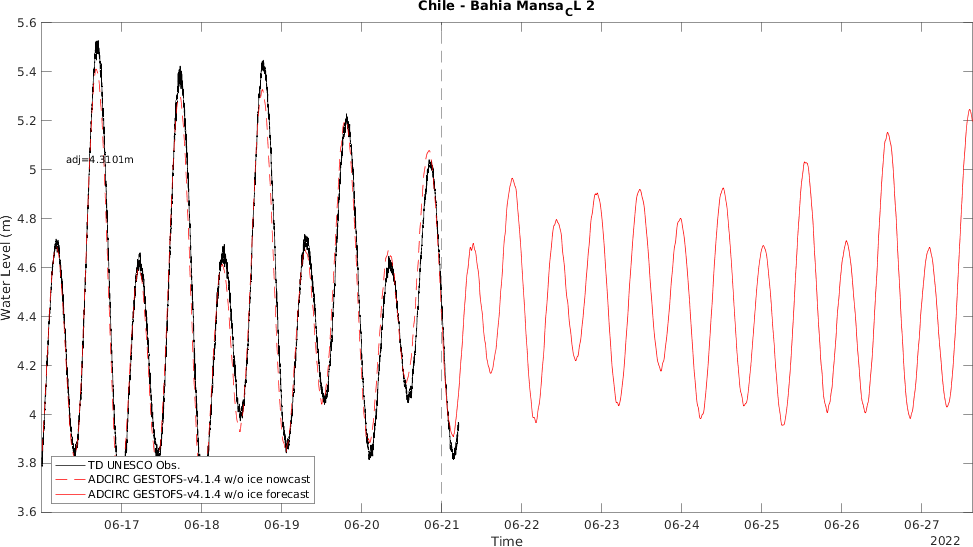 Chile - Bahia Mansa_CL 2
5.6
5.4
5.2
5
4.8
4.6
4.4
4.2
4
3.8
3.6
Water Level (m)
adj=4.3101m
TD UNESCO Obs.
ADCIRC GESTOFS-v4.1.4 w/o ice nowcast
ADCIRC GESTOFS-v4.1.4 w/o ice forecast
06-17 06-18 06-19 06-20 06-21 06-22 06-23 06-24 06-25 06-26 06-27
Time
2022